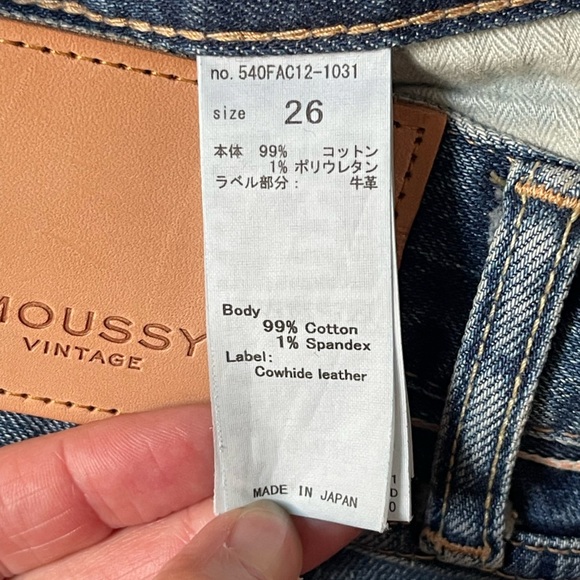 MOUSSY
VINTAGE
no. 540FAC12-1031
size 26
本体 99% コットン
1% ポリウレタン
ラベル部分: 牛革
Body
99% Cotton
1% Spandex
Label:
Cowhide leather
MADE IN JAPAN
1
D
0